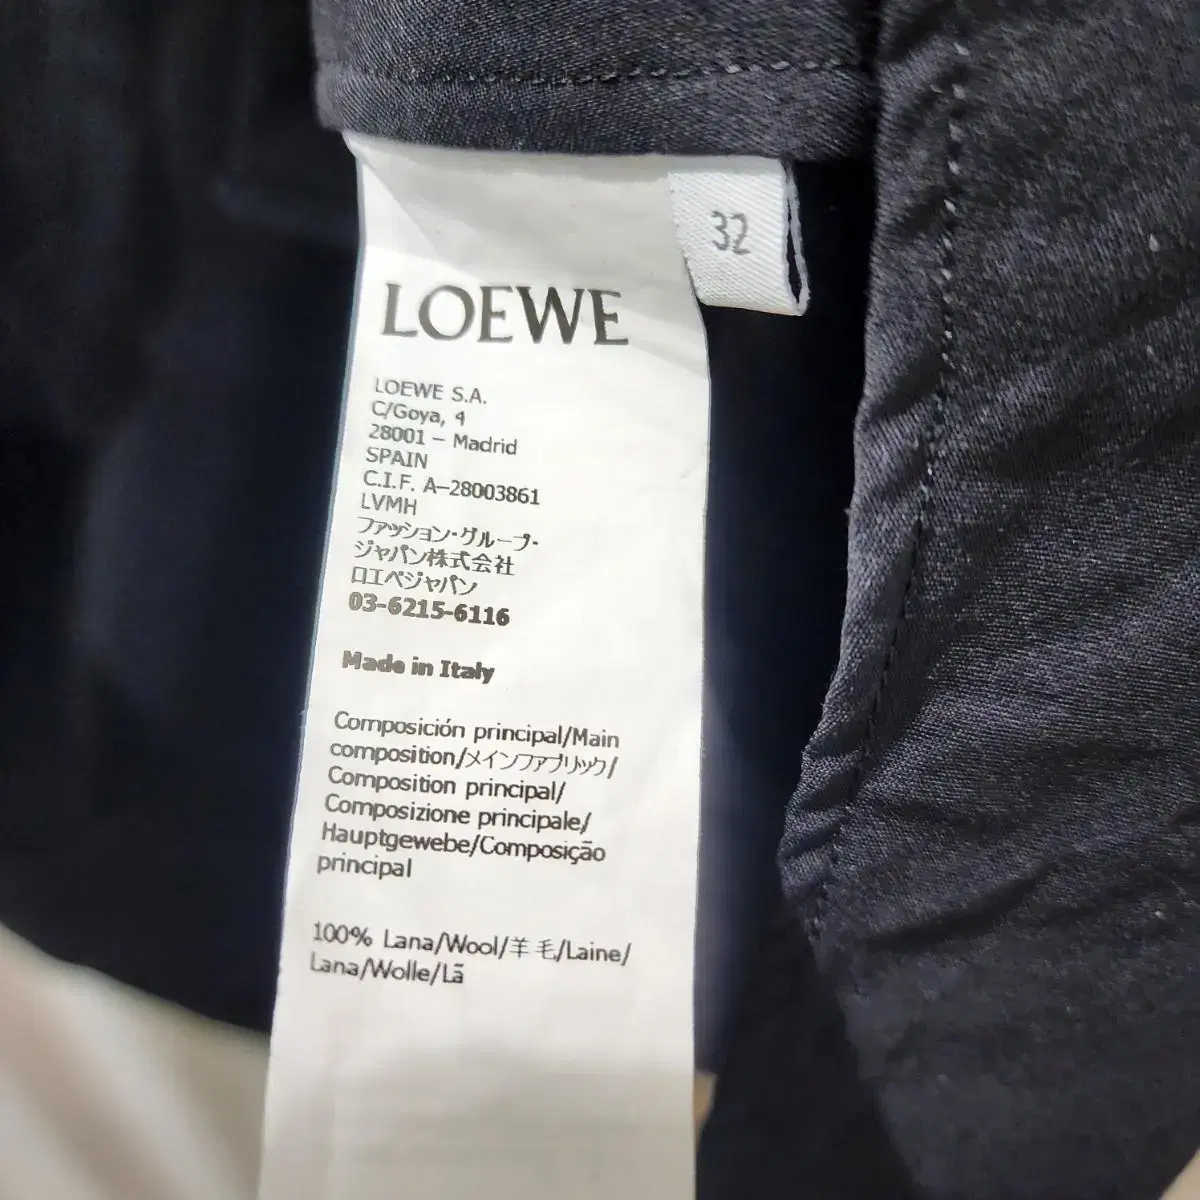 32
LOEWE
LOEWE S.A.
C/Goya, 4
28001 – Madrid
SPAIN
C.I.F. A–28003861
LVMH
ファッション・グループ・
ジャパン株式会社
ロエベジャパン
03-6215-6116
Made in Italy
Composición principal/Main
composition/メインファブリック/
Composition principal/
Composizione principale/
Hauptgewebe/Composição
principal
100% Lana/Wool/羊毛/Laine/
Lana/Wolle/Lã